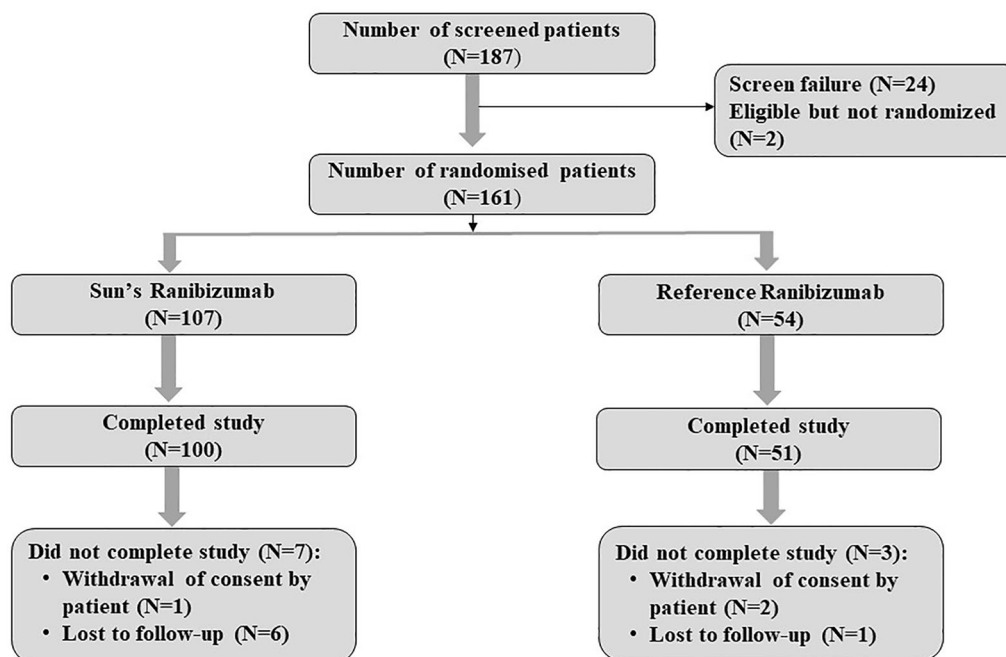 Number of screened patients
(N=187)
Screen failure (N=24)
Eligible but not randomized
(N=2)
Number of randomised patients
(N=161)
Sun's Ranibizumab
(N=107)
Reference Ranibizumab
(N=54)
Completed study
(N=100)
Completed study
(N=51)
Did not complete study (N=7):
• Withdrawal of consent by
patient (N=1)
• Lost to follow-up (N=6)
Did not complete study (N=3):
• Withdrawal of consent by
patient (N=2)
• Lost to follow-up (N=1)